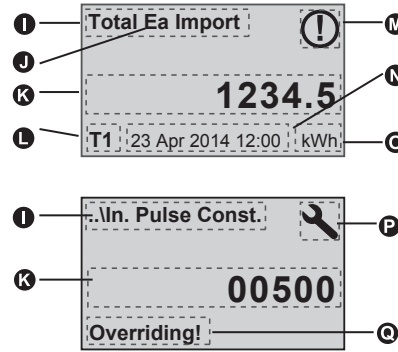 I Total Ea Import ! M
J
K 1234.5
N
L T1 23 Apr 2014 12:00 kWh O
I ..\In. Pulse Const. P
K 00500
Overriding! Q